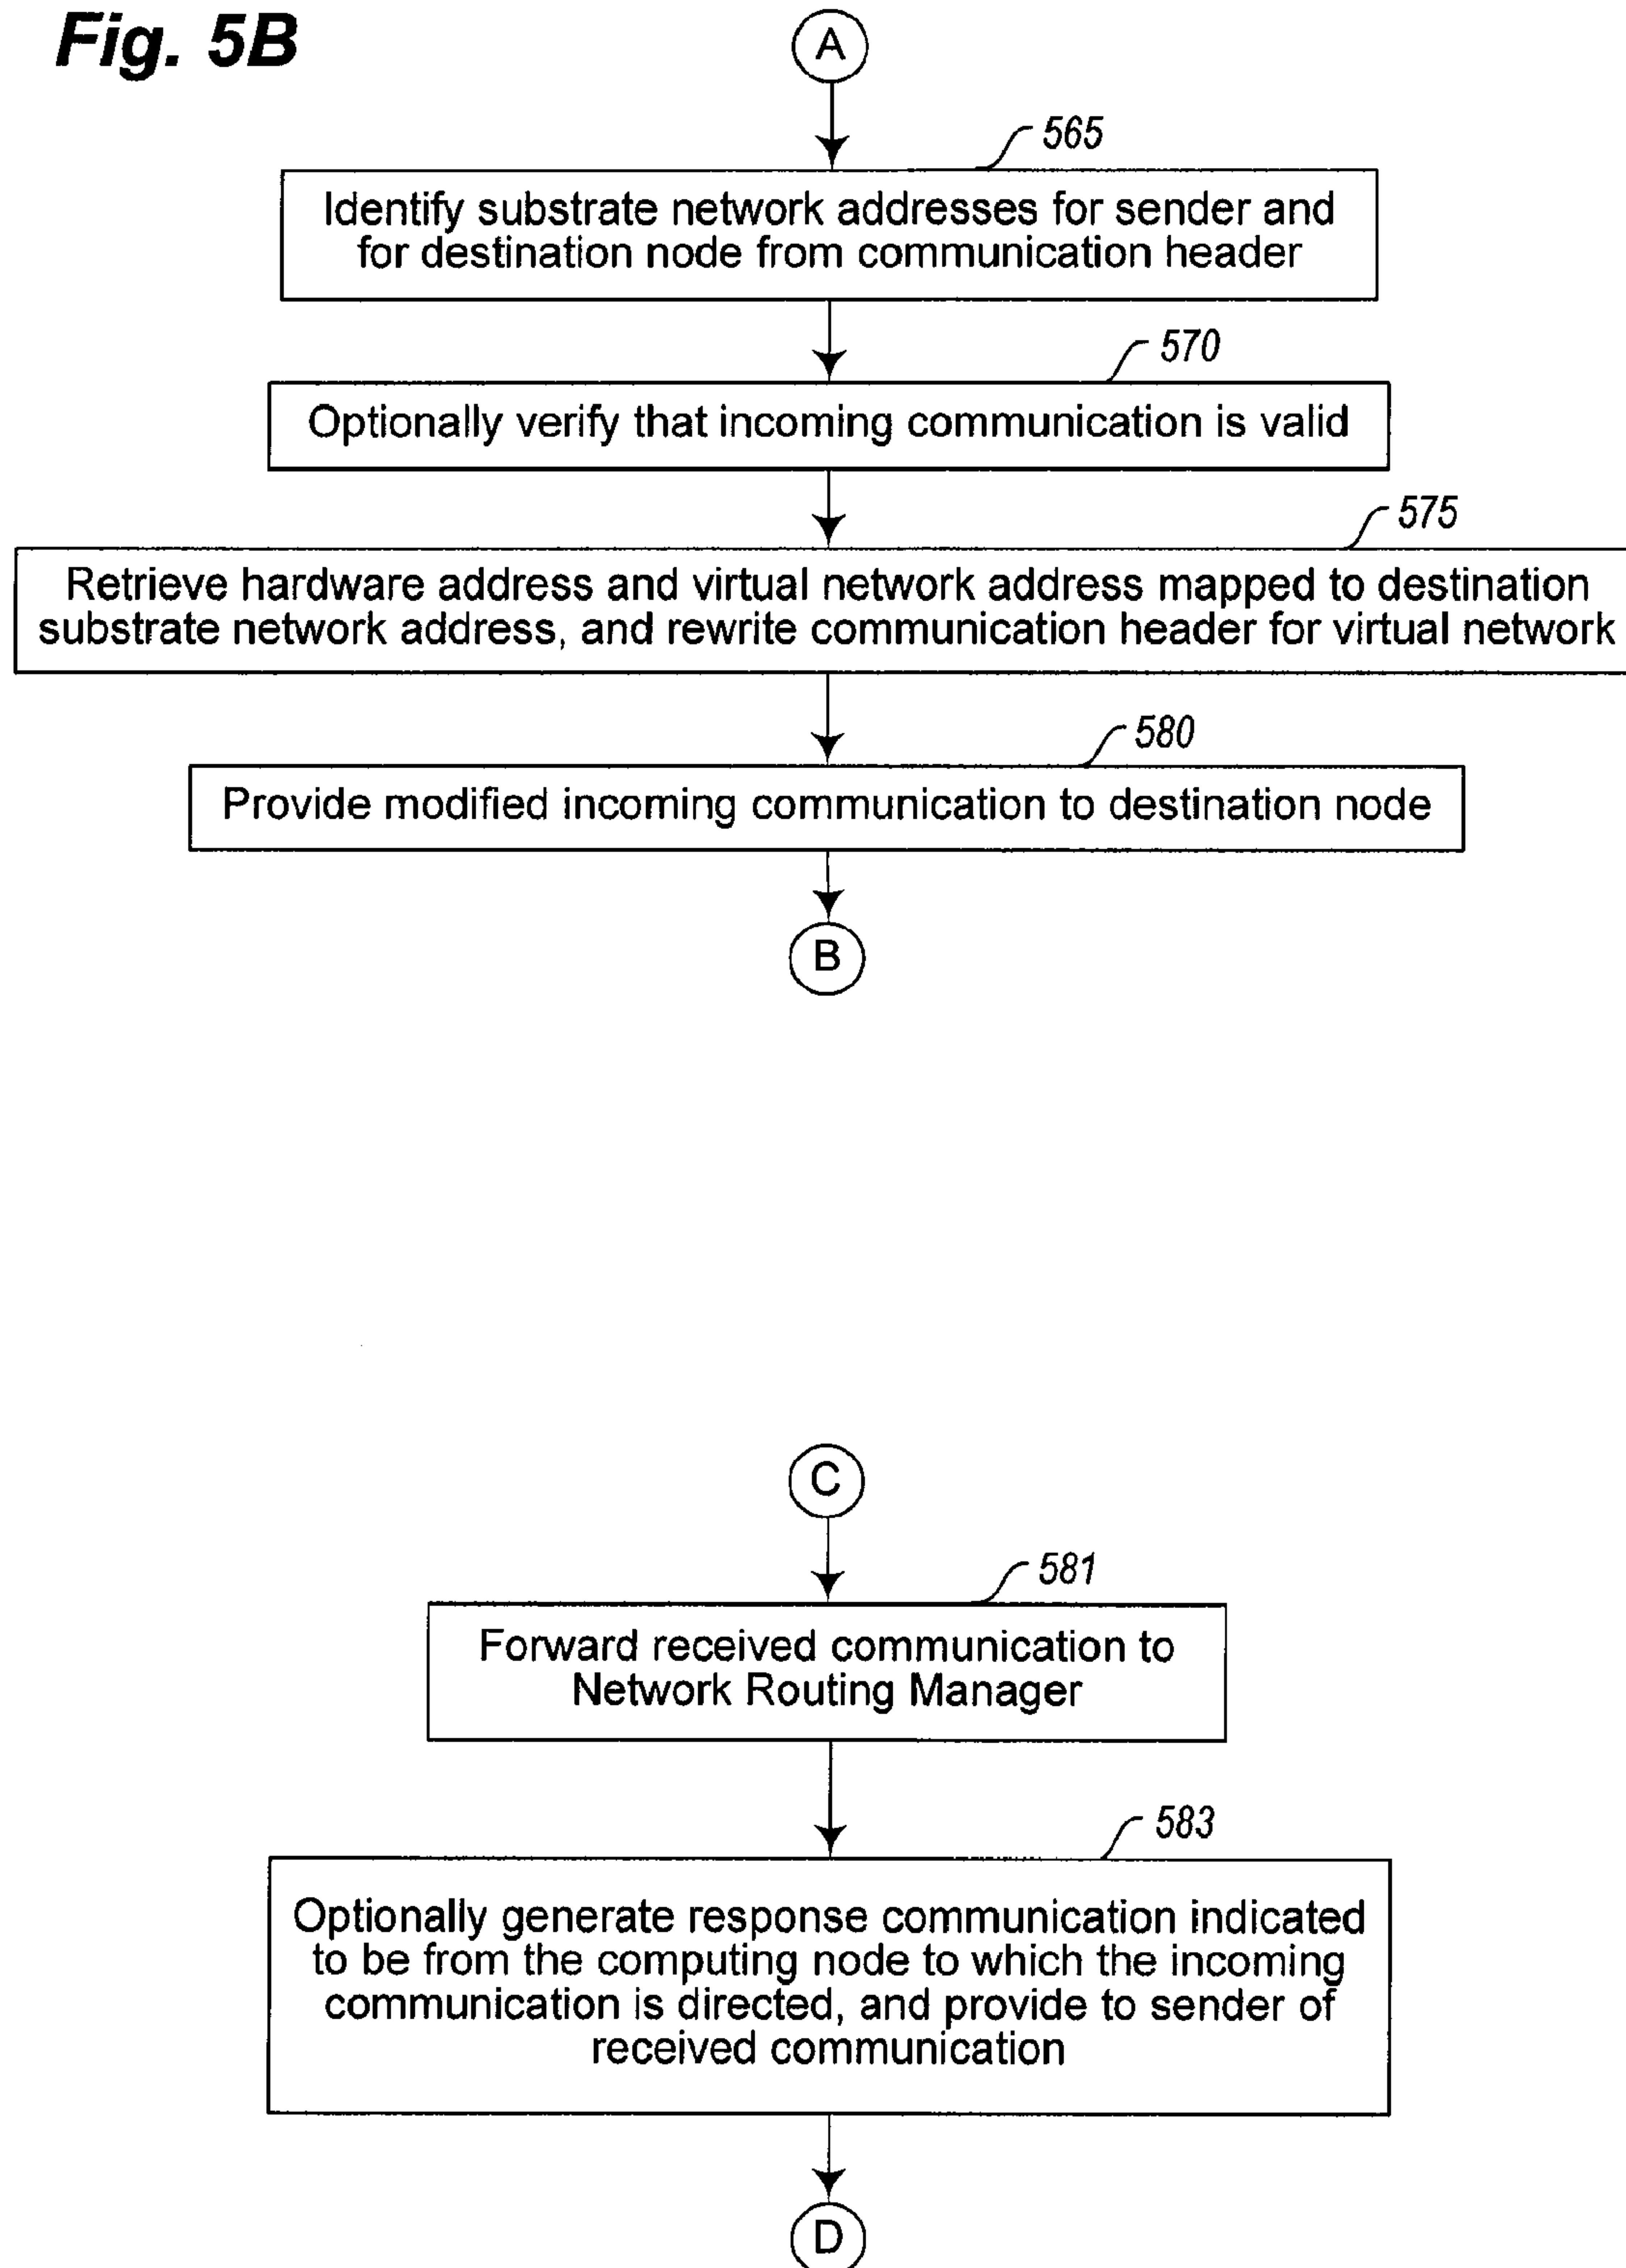 Fig. 5B
A
565
Identify substrate network addresses for sender and
for destination node from communication header
570
Optionally verify that incoming communication is valid
575
Retrieve hardware address and virtual network address mapped to destination
substrate network address, and rewrite communication header for virtual network
580
Provide modified incoming communication to destination node
B
C
581
Forward received communication to
Network Routing Manager
583
Optionally generate response communication indicated
to be from the computing node to which the incoming
communication is directed, and provide to sender of
received communication
D